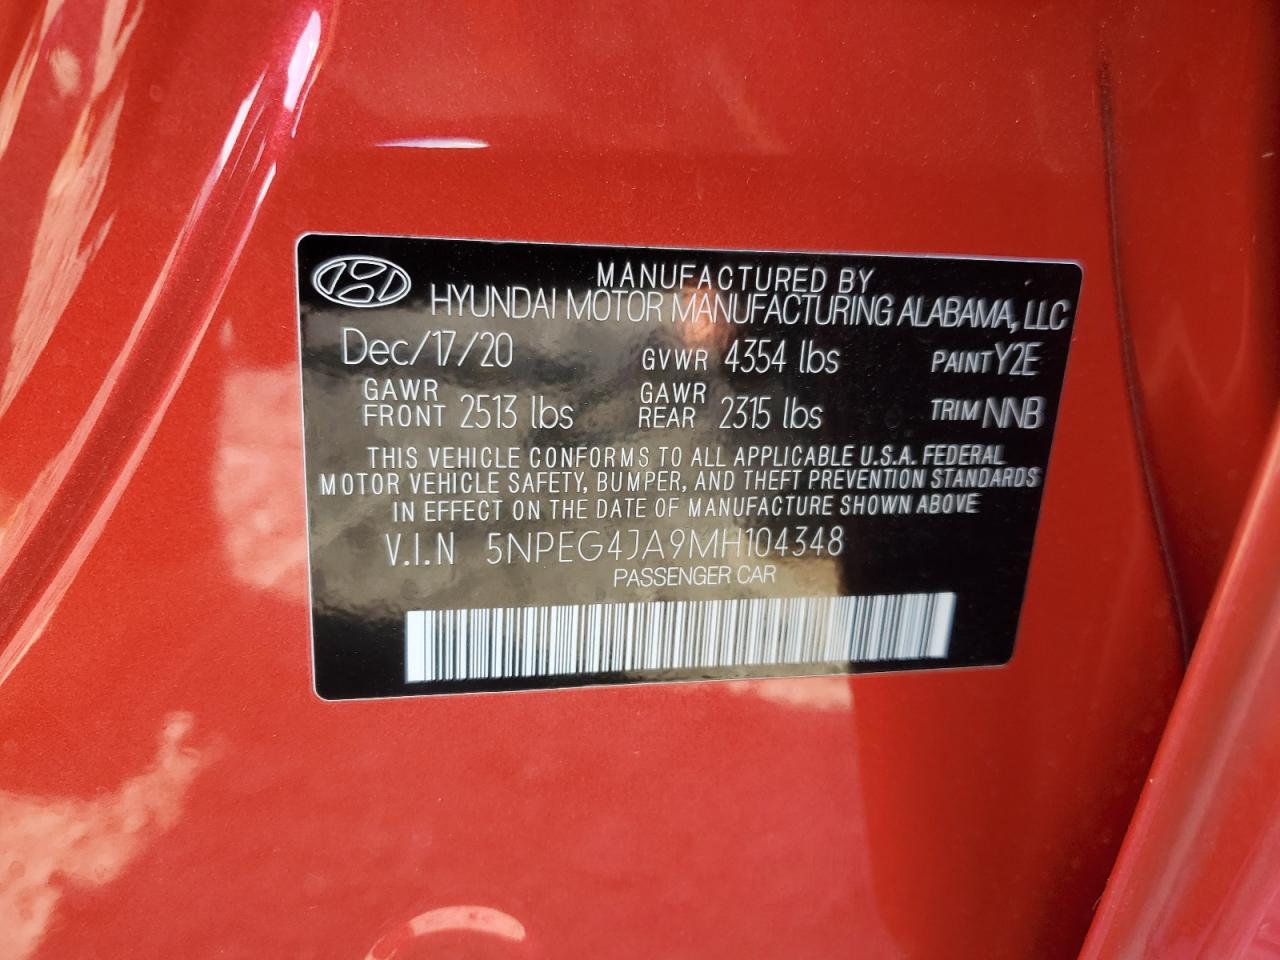 MANUFACTURED BY
HYUNDAI MOTOR MANUFACTURING ALABAMA, LLC
Dec/17/20 GVWR 4354 lbs PAINT Y2E
GAWR FRONT 2513 lbs GAWR REAR 2315 lbs TRIM NNB
THIS VEHICLE CONFORMS TO ALL APPLICABLE U.S.A. FEDERAL
MOTOR VEHICLE SAFETY, BUMPER, AND THEFT PREVENTION STANDARDS
IN EFFECT ON THE DATE OF MANUFACTURE SHOWN ABOVE
V.I.N 5NPEG4JA9MH104348
PASSENGER CAR